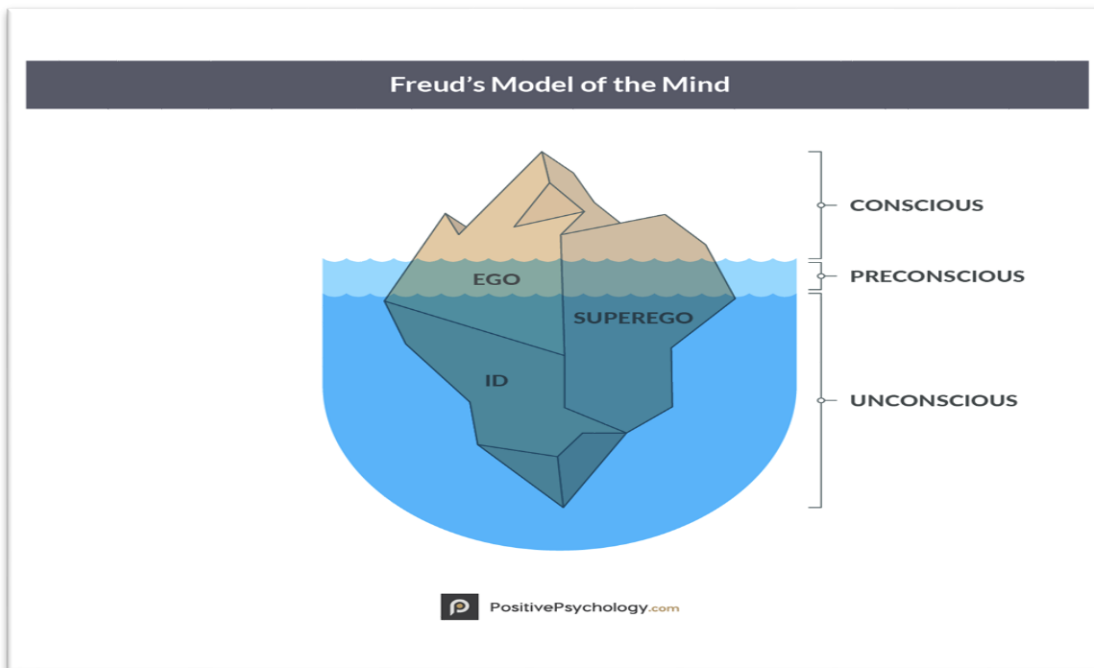 Freud’s Model of the Mind
CONSCIOUS
PRECONSCIOUS
EGO
SUPEREGO
ID
UNCONSCIOUS
PositivePsychology.com